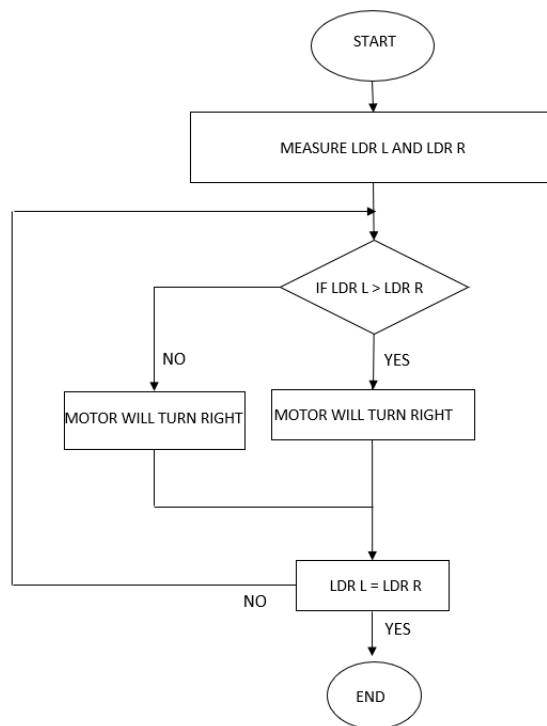 START
MEASURE LDR L AND LDR R
IF LDR L > LDR R
NO
YES
MOTOR WILL TURN RIGHT
MOTOR WILL TURN RIGHT
LDR L = LDR R
NO
YES
END